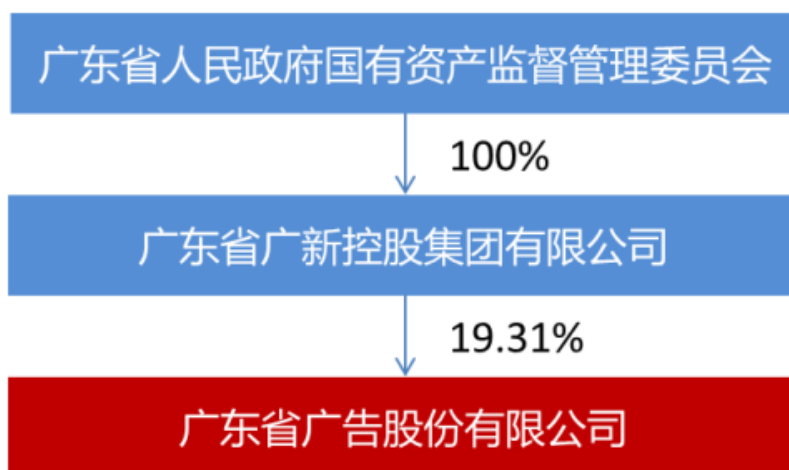 广东省人民政府国有资产监督管理委员会
100%
广东省广新控股集团有限公司
19.31%
广东省广告股份有限公司